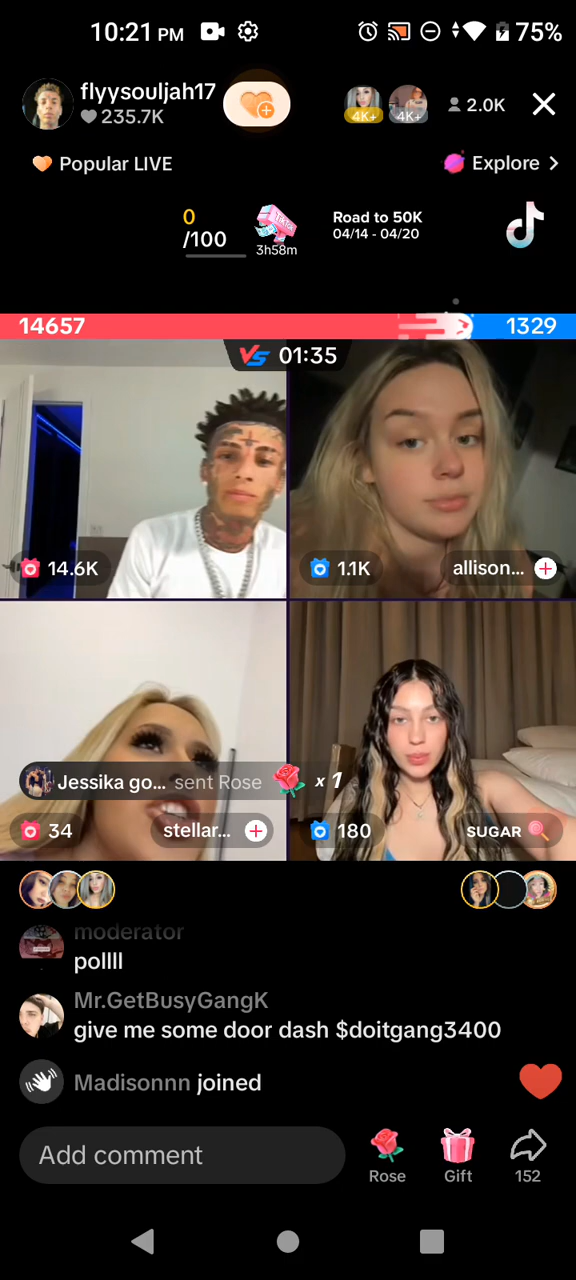 10:21 PM
75%
flyysouljah17
235.7K
4K+
4K+
2.0K
Popular LIVE
Explore
0
/100
TikTok
3h58m
Road to 50K
04/14 - 04/20
14657
1329
VS 01:35
14.6K
1.1K
allison...
Jessika go... sent Rose x 1
34
stellar...
180
SUGAR
moderator
pollll
Mr.GetBusyGangK
give me some door dash $doitgang3400
Madisonnn joined
Add comment
Rose
Gift
152